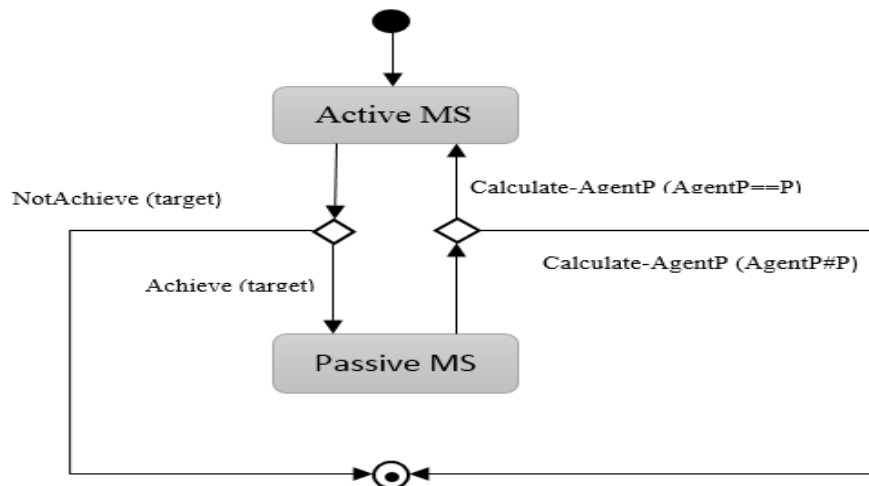 Active MS
NotAchieve (target)
Calculate-AgentP (AgentP==P)
Calculate-AgentP (AgentP#P)
Achieve (target)
Passive MS